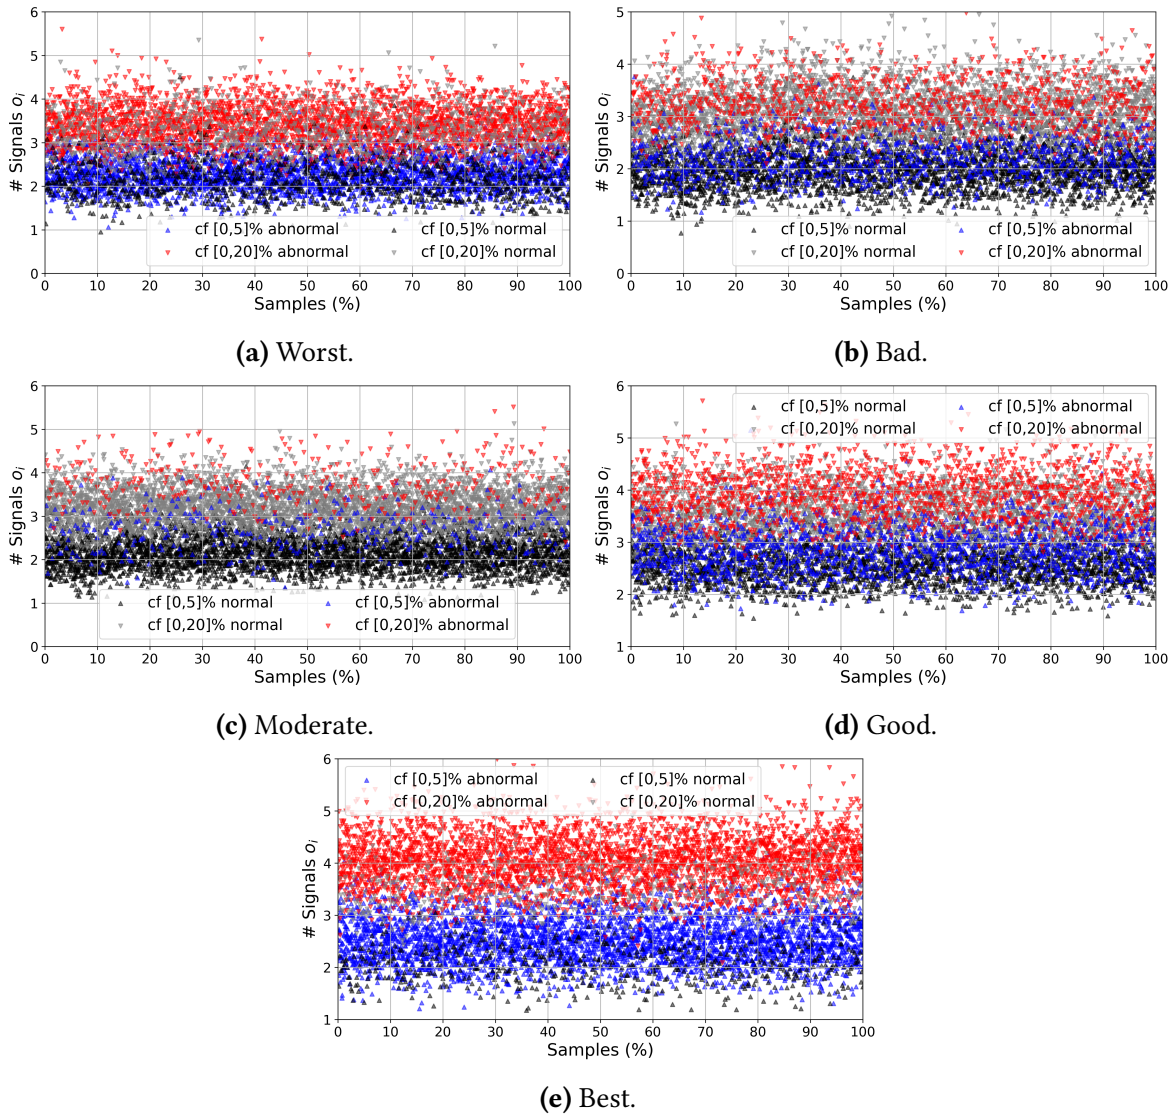 6
5
4
3
2
1
0
# Signals oᵢ
cf [0,5]% abnormal
cf [0,5]% normal
cf [0,20]% abnormal
cf [0,20]% normal
0 10 20 30 40 50 60 70 80 90 100
Samples (%)
(a) Worst.
5
4
3
2
1
0
# Signals oᵢ
cf [0,5]% normal
cf [0,5]% abnormal
cf [0,20]% normal
cf [0,20]% abnormal
0 10 20 30 40 50 60 70 80 90 100
Samples (%)
(b) Bad.
6
5
4
3
2
1
0
# Signals oᵢ
cf [0,5]% normal
cf [0,5]% abnormal
cf [0,20]% normal
cf [0,20]% abnormal
0 10 20 30 40 50 60 70 80 90 100
Samples (%)
(c) Moderate.
6
5
4
3
2
1
# Signals oᵢ
cf [0,5]% normal
cf [0,5]% abnormal
cf [0,20]% normal
cf [0,20]% abnormal
0 10 20 30 40 50 60 70 80 90 100
Samples (%)
(d) Good.
6
5
4
3
2
1
# Signals oᵢ
cf [0,5]% abnormal
cf [0,5]% normal
cf [0,20]% abnormal
cf [0,20]% normal
0 10 20 30 40 50 60 70 80 90 100
Samples (%)
(e) Best.